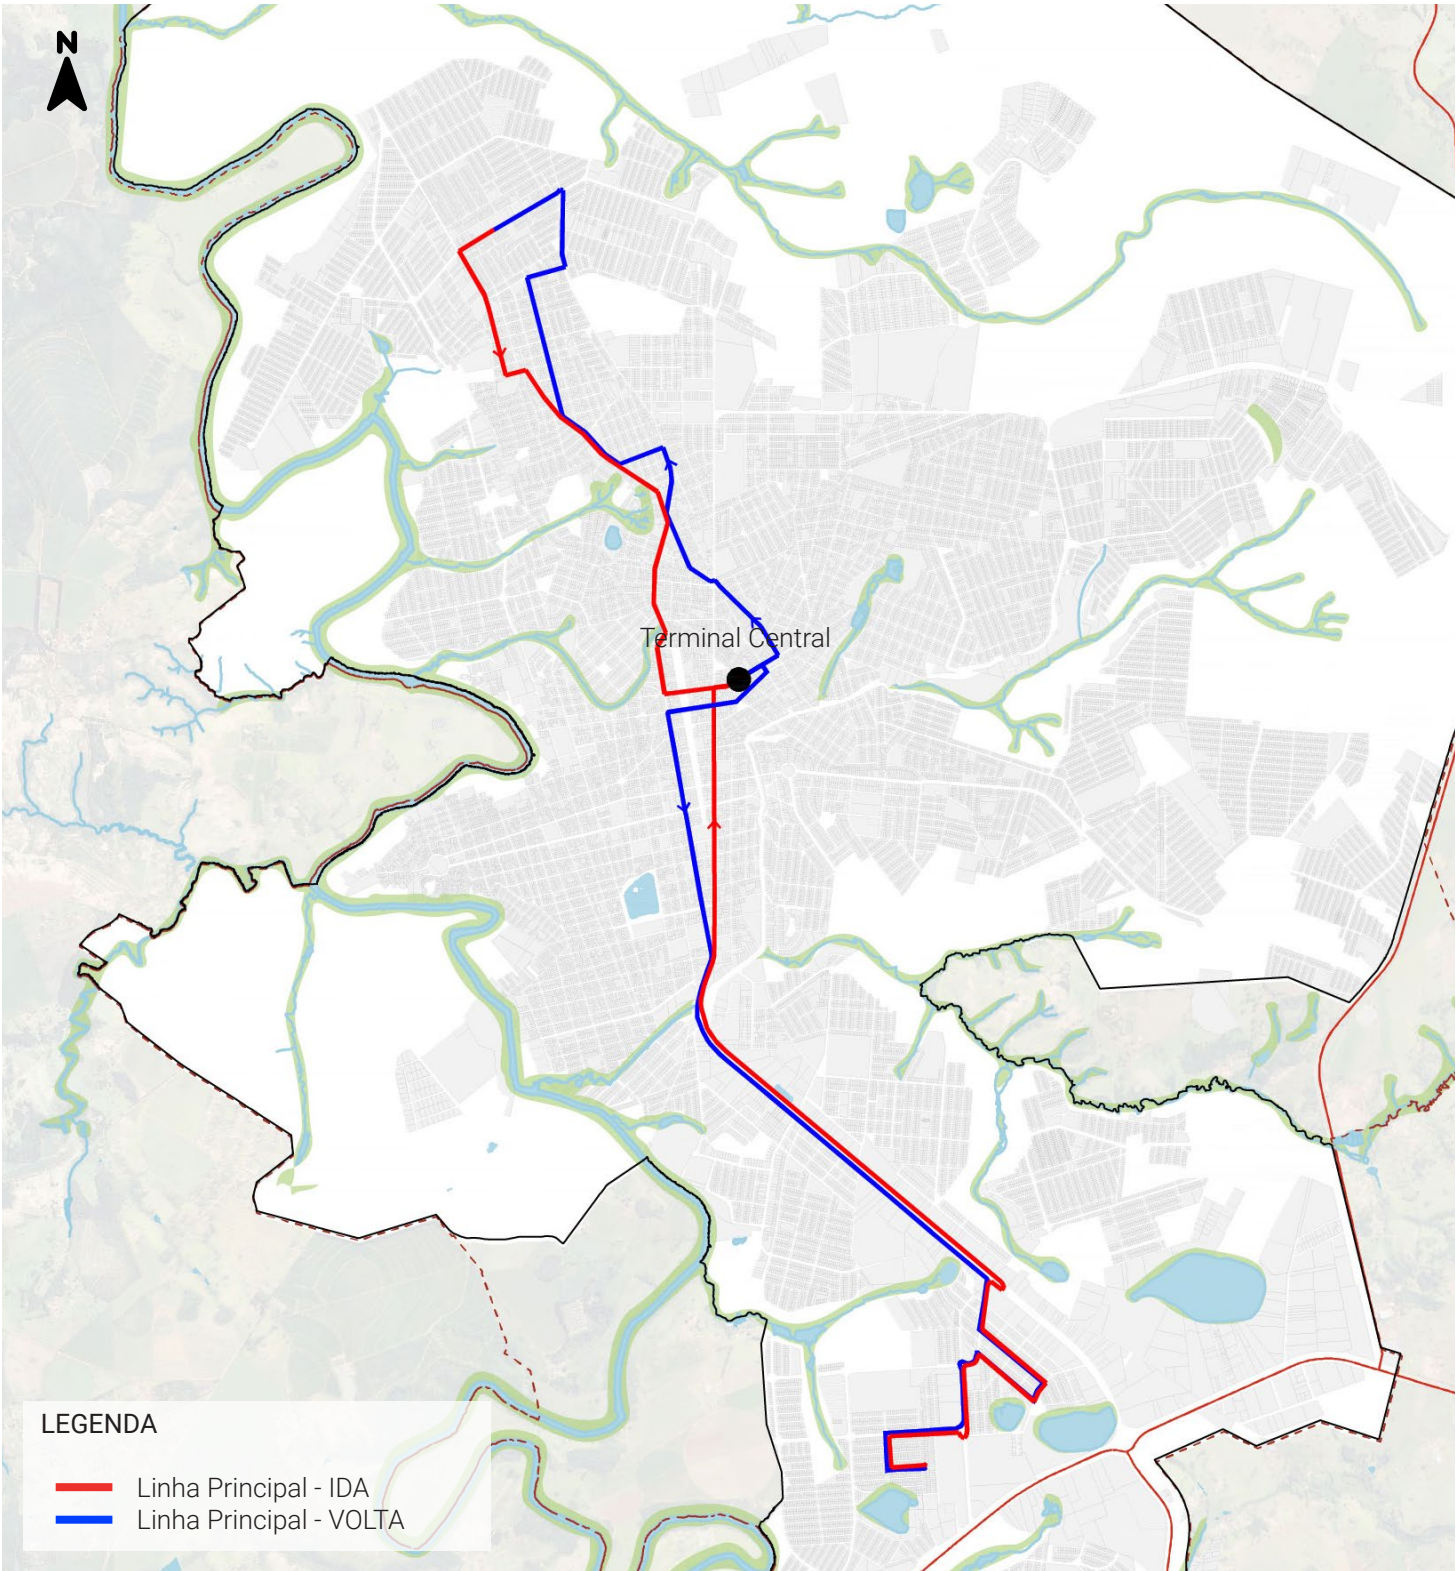 N
Terminal Central
LEGENDA
Linha Principal - IDA
Linha Principal - VOLTA